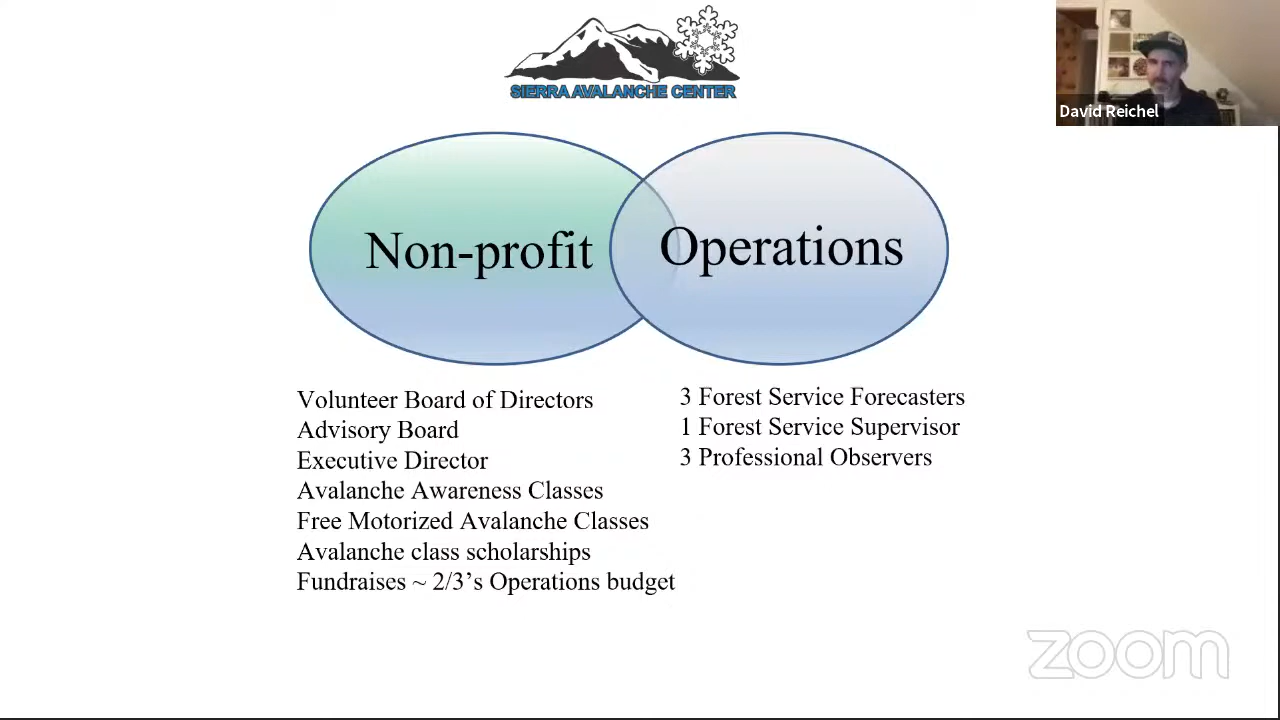 SIERRA AVALANCHE CENTER
David Reichel
Non-profit
Operations
Volunteer Board of Directors
Advisory Board
Executive Director
Avalanche Awareness Classes
Free Motorized Avalanche Classes
Avalanche class scholarships
Fundraises ~ 2/3’s Operations budget
3 Forest Service Forecasters
1 Forest Service Supervisor
3 Professional Observers
zoom